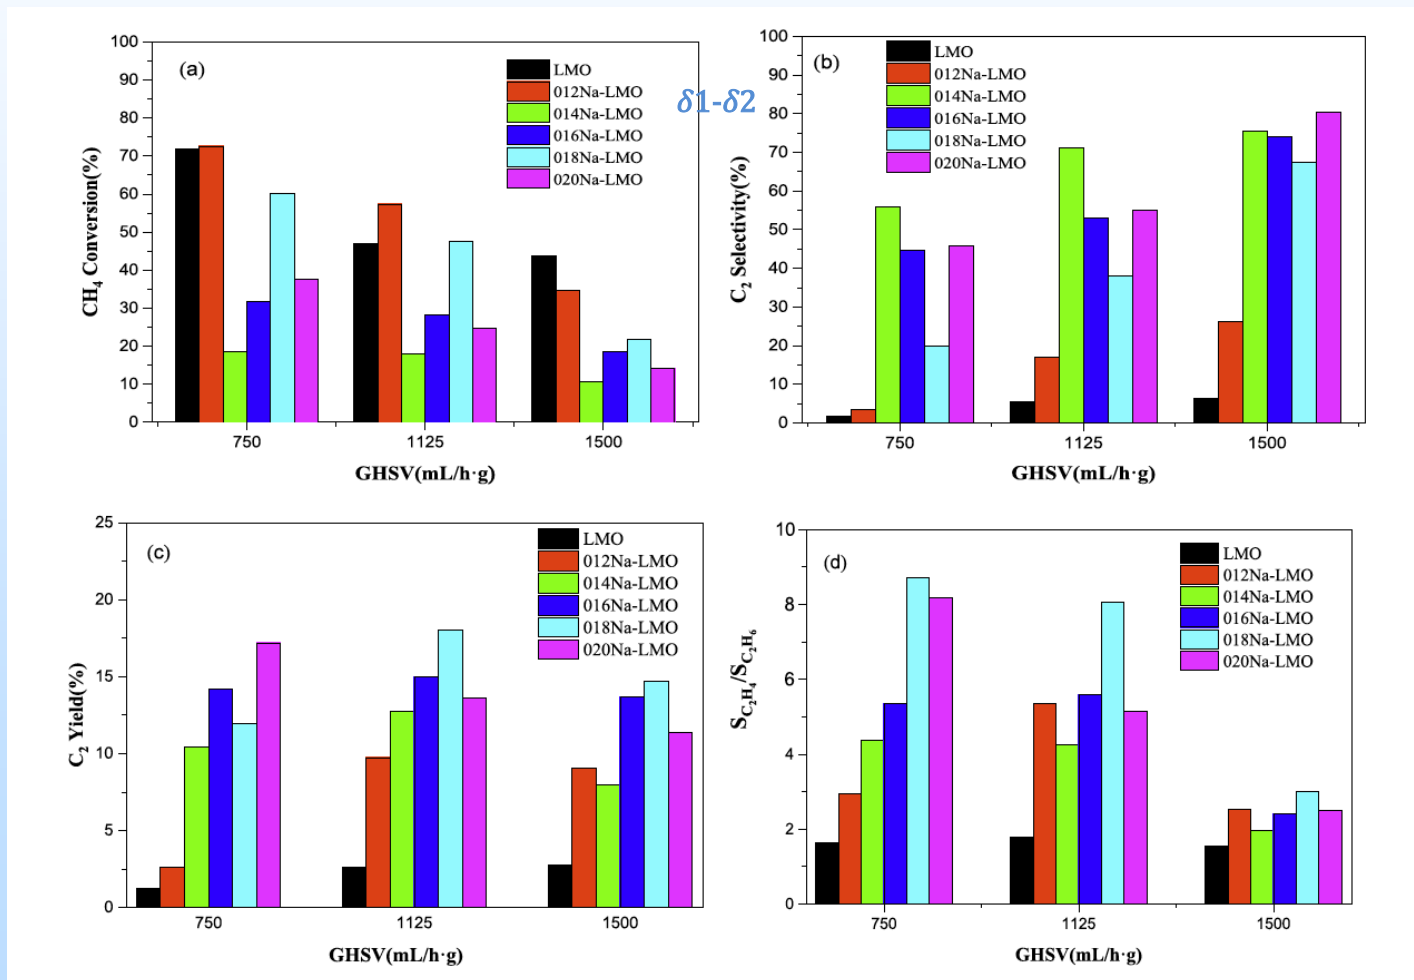 (a)
CH₄ Conversion(%)
100
90
80
70
60
50
40
30
20
10
0
LMO
012Na-LMO
014Na-LMO
016Na-LMO
018Na-LMO
020Na-LMO
750
1125
1500
GHSV(mL/h·g)
δ1-δ2
(b)
C₂ Selectivity(%)
100
90
80
70
60
50
40
30
20
10
0
LMO
012Na-LMO
014Na-LMO
016Na-LMO
018Na-LMO
020Na-LMO
750
1125
1500
GHSV(mL/h·g)
(c)
C₂ Yield(%)
25
20
15
10
5
0
LMO
012Na-LMO
014Na-LMO
016Na-LMO
018Na-LMO
020Na-LMO
750
1125
1500
GHSV(mL/h·g)
(d)
S_C₂H₄/S_C₂H₆
10
8
6
4
2
0
LMO
012Na-LMO
014Na-LMO
016Na-LMO
018Na-LMO
020Na-LMO
750
1125
1500
GHSV(mL/h·g)